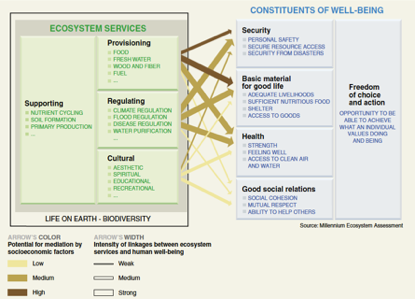 ECOSYSTEM SERVICES
Supporting
NUTRIENT CYCLING
SOIL FORMATION
PRIMARY PRODUCTION
...
Provisioning
FOOD
FRESH WATER
WOOD AND FIBER
FUEL
...
Regulating
CLIMATE REGULATION
FLOOD REGULATION
DISEASE REGULATION
WATER PURIFICATION
...
Cultural
AESTHETIC
SPIRITUAL
EDUCATIONAL
RECREATIONAL
...
LIFE ON EARTH - BIODIVERSITY
CONSTITUENTS OF WELL-BEING
Security
PERSONAL SAFETY
SECURE RESOURCE ACCESS
SECURITY FROM DISASTERS
Basic material
for good life
ADEQUATE LIVELIHOODS
SUFFICIENT NUTRITIOUS FOOD
SHELTER
ACCESS TO GOODS
Health
STRENGTH
FEELING WELL
ACCESS TO CLEAN AIR
AND WATER
Good social relations
SOCIAL COHESION
MUTUAL RESPECT
ABILITY TO HELP OTHERS
Freedom
of choice
and action
OPPORTUNITY TO BE
ABLE TO ACHIEVE
WHAT AN INDIVIDUAL
VALUES DOING
AND BEING
Source: Millennium Ecosystem Assessment
ARROW'S COLOR
Potential for mediation by
socioeconomic factors
Low
Medium
High
ARROW'S WIDTH
Intensity of linkages between ecosystem
services and human well-being
Weak
Medium
Strong